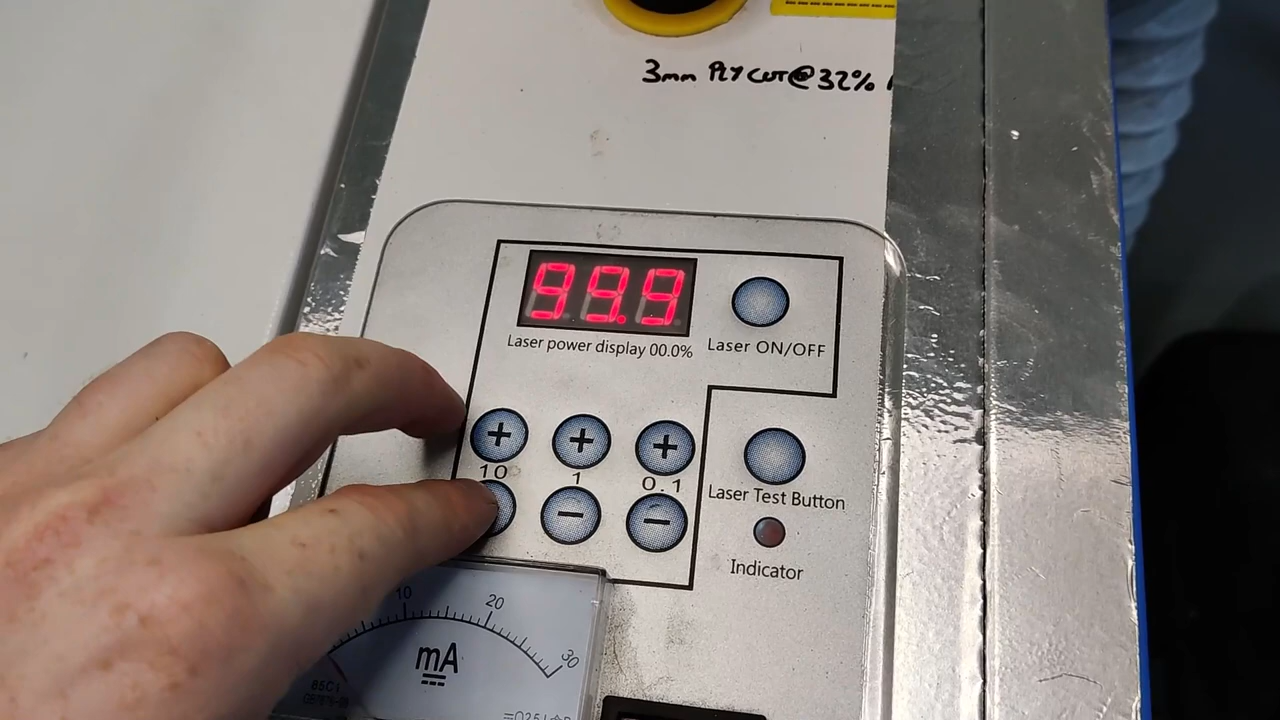 3mm PLY CUT@32%
99.9
Laser power display 00.0%
Laser ON/OFF
+ + +
10 1 0.1
− −
Laser Test Button
Indicator
10 20 30
mA
85C1